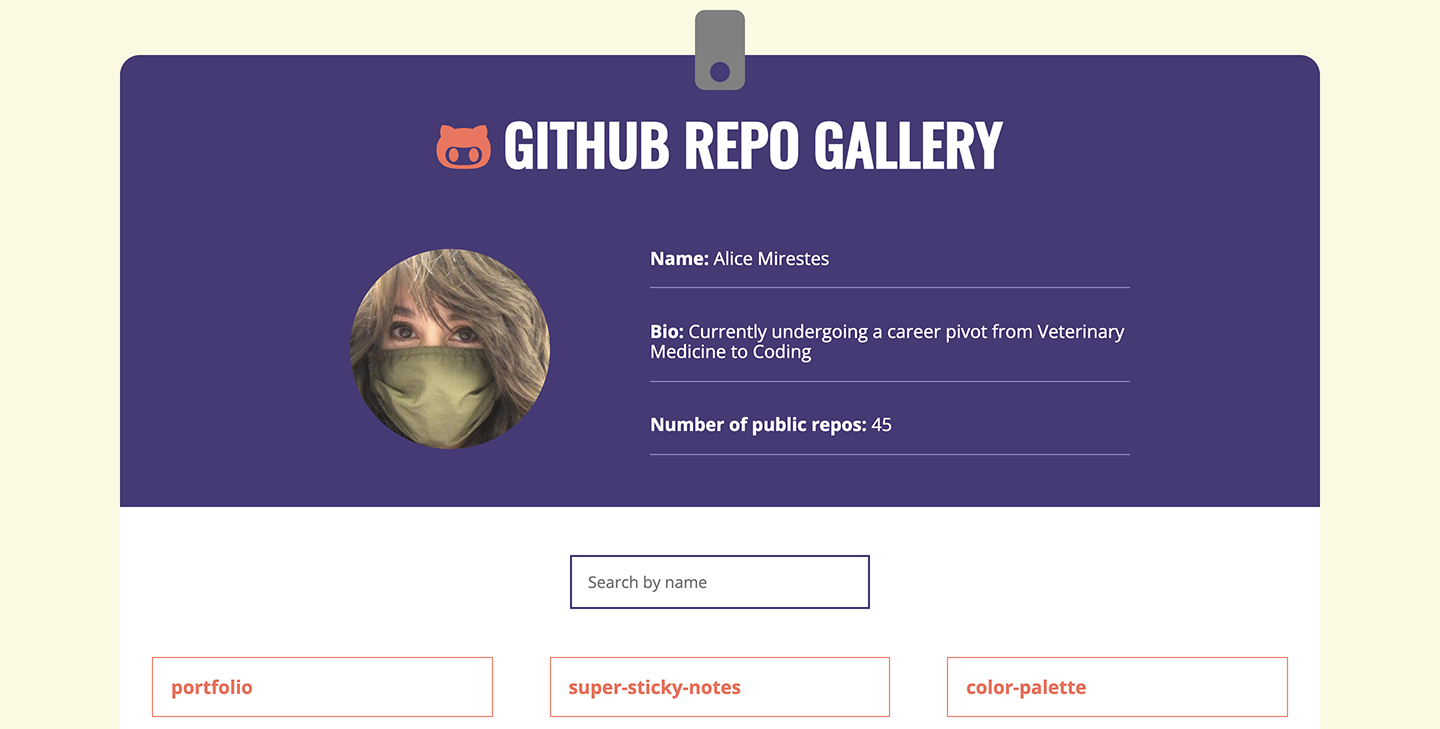 GITHUB REPO GALLERY
Name: Alice Mirestes
Bio: Currently undergoing a career pivot from Veterinary
Medicine to Coding
Number of public repos: 45
Search by name
portfolio
super-sticky-notes
color-palette